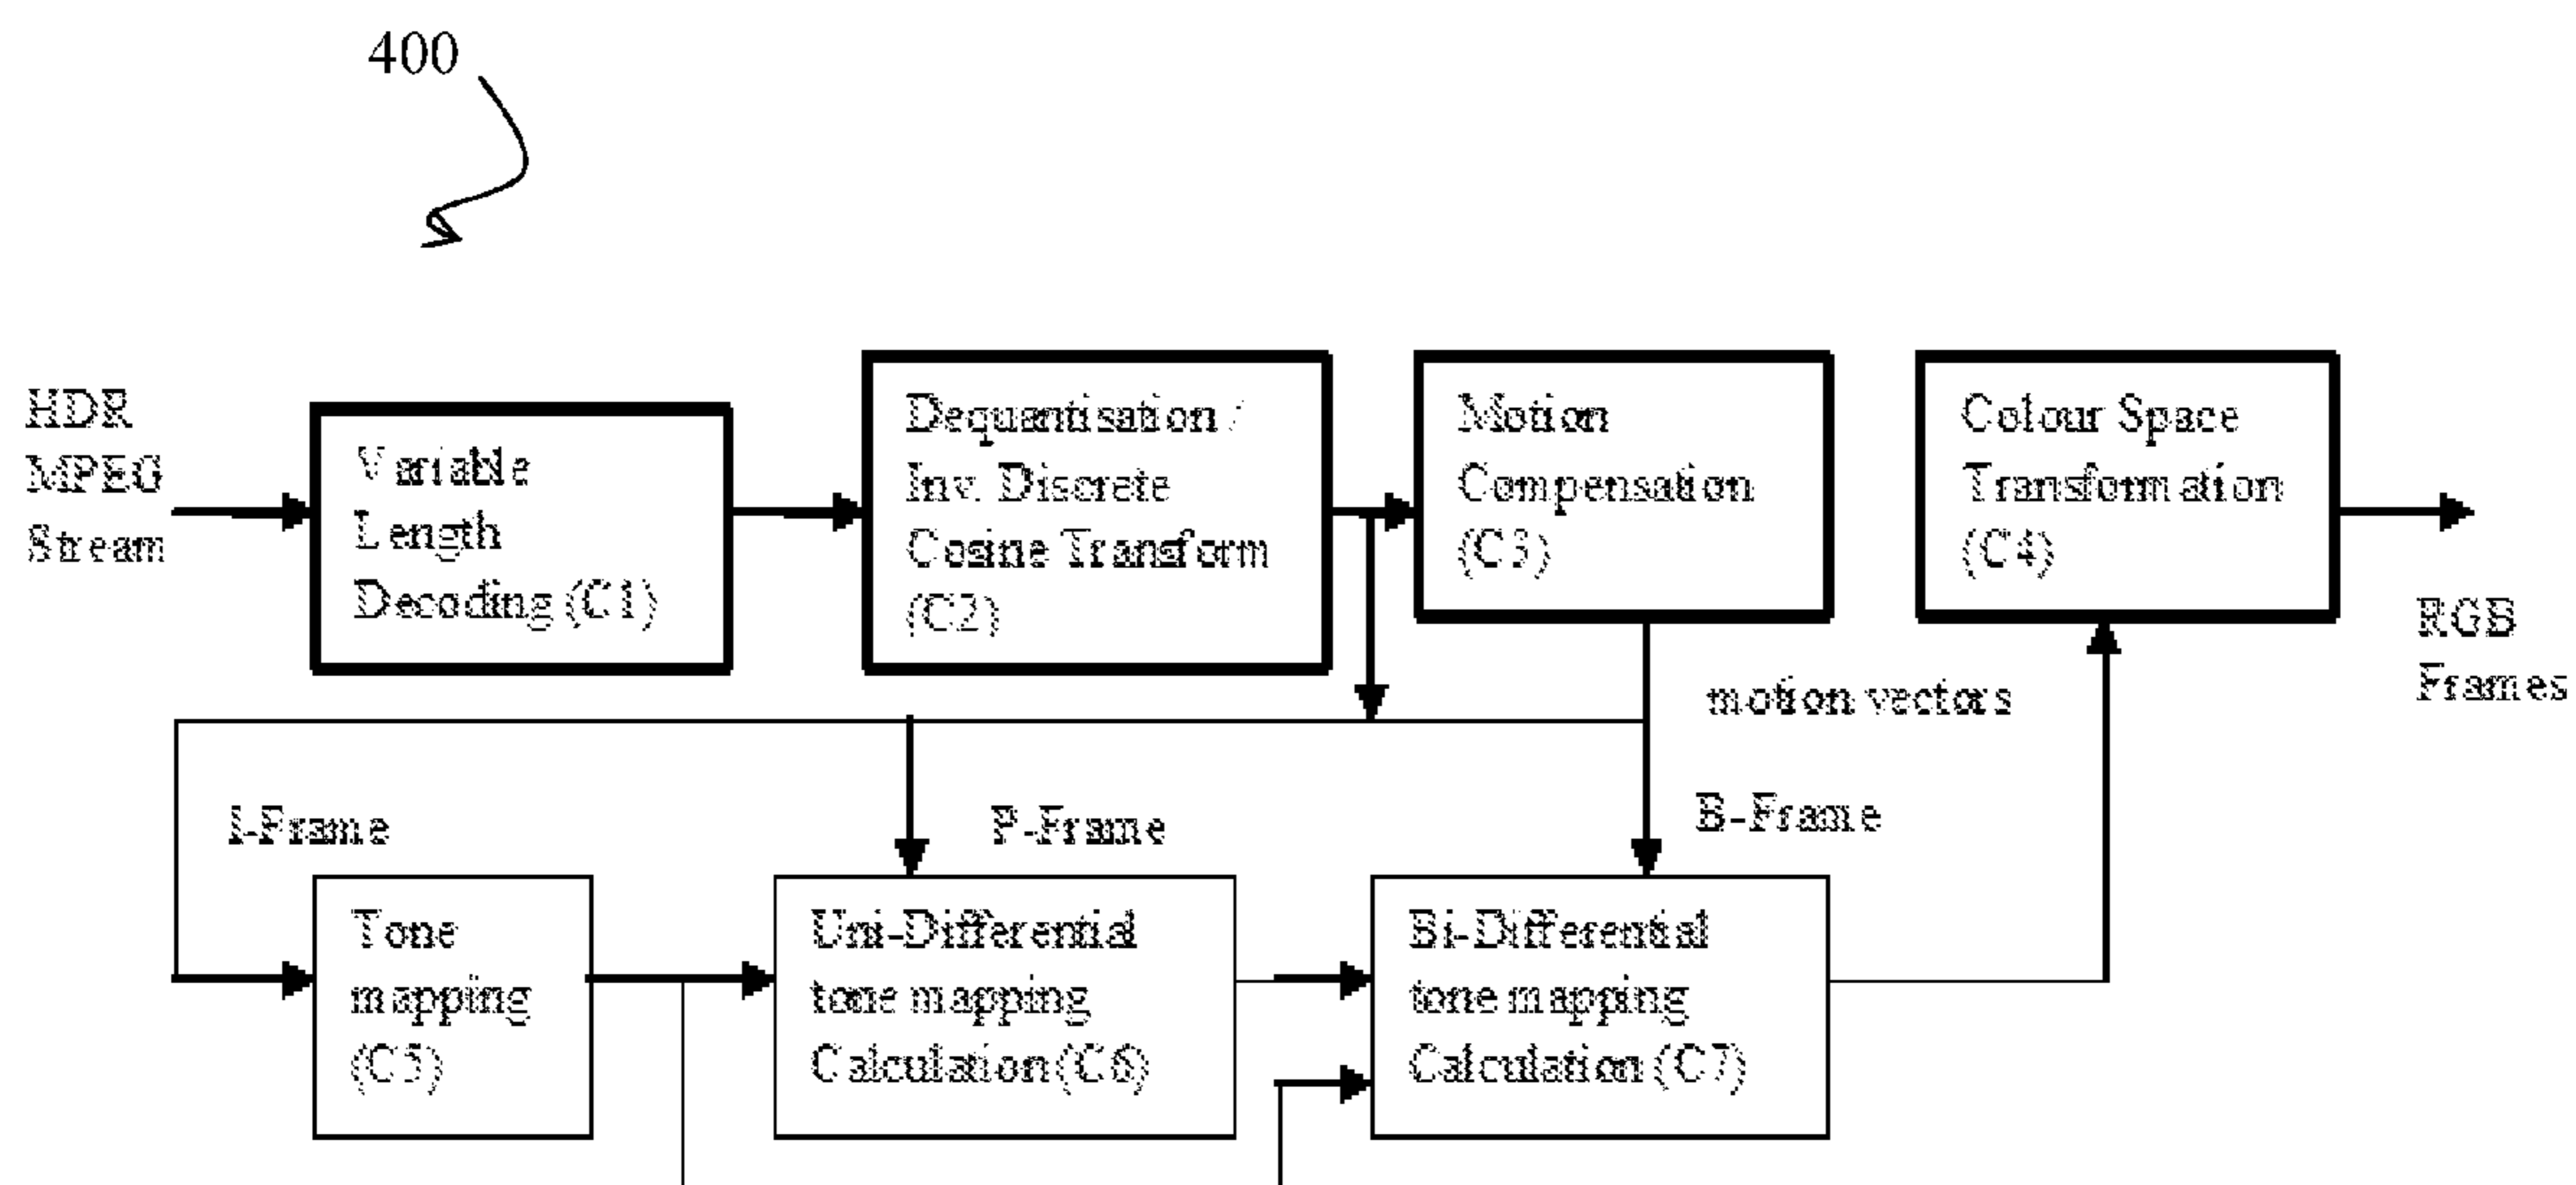 400
HDR
MPEG
Stream
Variable
Length
Decoding (C1)
Dequantisation /
Inv. Discrete
Cosine Transform
(C2)
Motion
Compensation
(C3)
Colour Space
Transformation
(C4)
RGB
Frames
motion vectors
I-Frame
P-Frame
B-Frame
Tone
mapping
(C5)
Uni-Differential
tone mapping
Calculation (C6)
Bi-Differential
tone mapping
Calculation (C7)